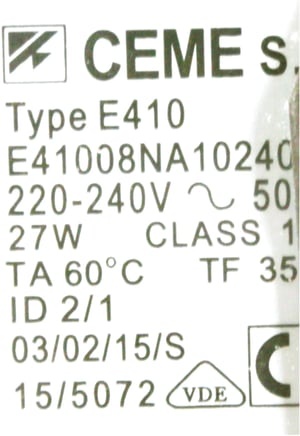 CEME s.
Type E410
E41008NA10240
220-240V ~ 50
27W CLASS 1
TA 60°C TF 35
ID 2/1
03/02/15/S
15/5072 VDE C